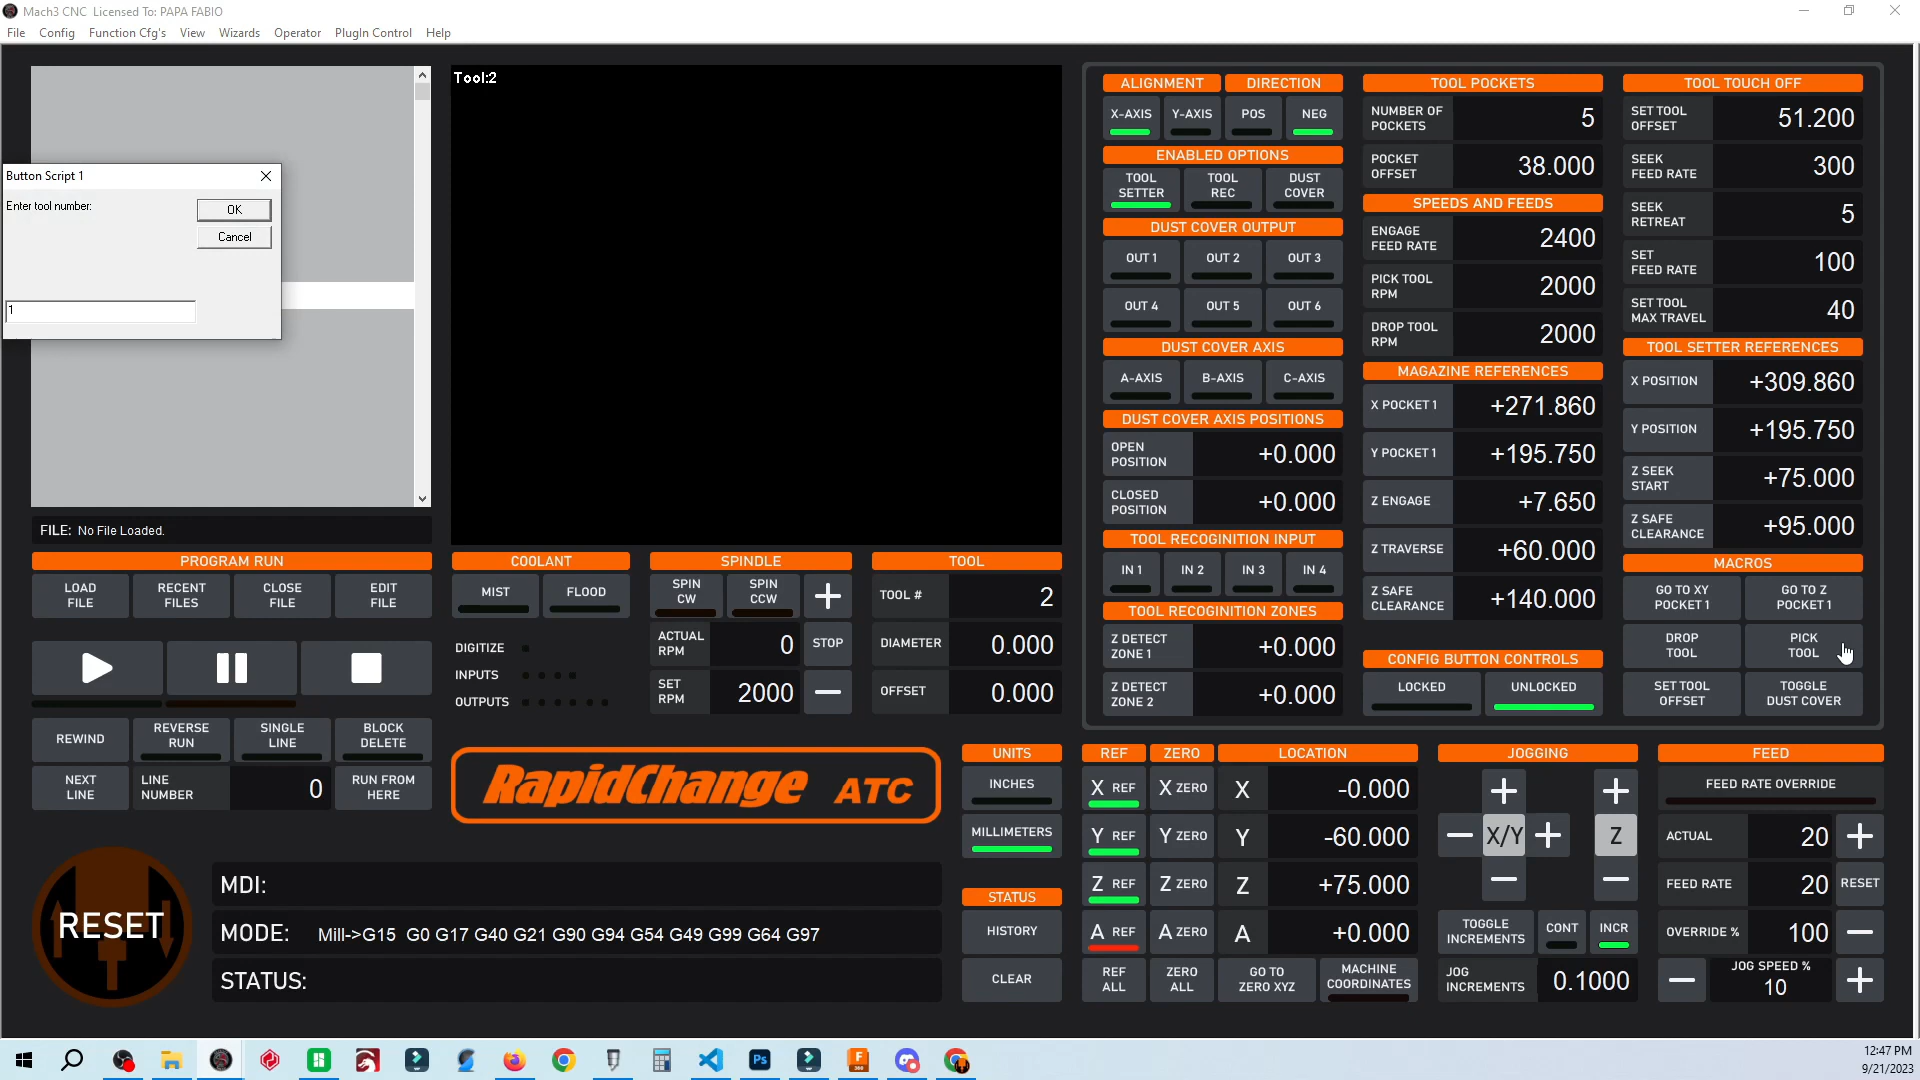 Mach3 CNC Licensed To: PAPA FABIO
File Config Function Cfg's View Wizards Operator PlugIn Control Help
Tool:2
Button Script 1
Enter tool number:
OK
Cancel
1
FILE: No File Loaded.
PROGRAM RUN
LOAD FILE
RECENT FILES
CLOSE FILE
EDIT FILE
REWIND
REVERSE RUN
SINGLE LINE
BLOCK DELETE
NEXT LINE
LINE NUMBER 0
RUN FROM HERE
COOLANT
MIST
FLOOD
DIGITIZE
INPUTS
OUTPUTS
SPINDLE
SPIN CW
SPIN CCW
+
ACTUAL RPM 0
STOP
SET RPM 2000
TOOL
TOOL # 2
DIAMETER 0.000
OFFSET 0.000
RapidChange ATC
RESET
MDI:
MODE: Mill->G15 G0 G17 G40 G21 G90 G94 G54 G49 G99 G64 G97
STATUS:
UNITS
INCHES
MILLIMETERS
STATUS
HISTORY
CLEAR
ALIGNMENT
DIRECTION
X-AXIS
Y-AXIS
POS
NEG
ENABLED OPTIONS
TOOL SETTER
TOOL REC
DUST COVER
DUST COVER OUTPUT
OUT 1
OUT 2
OUT 3
OUT 4
OUT 5
OUT 6
DUST COVER AXIS
A-AXIS
B-AXIS
C-AXIS
DUST COVER AXIS POSITIONS
OPEN POSITION +0.000
CLOSED POSITION +0.000
TOOL RECOGINITION INPUT
IN 1
IN 2
IN 3
IN 4
TOOL RECOGINITION ZONES
Z DETECT ZONE 1 +0.000
Z DETECT ZONE 2 +0.000
TOOL POCKETS
NUMBER OF POCKETS 5
POCKET OFFSET 38.000
SPEEDS AND FEEDS
ENGAGE FEED RATE 2400
PICK TOOL RPM 2000
DROP TOOL RPM 2000
MAGAZINE REFERENCES
X POCKET 1 +271.860
Y POCKET 1 +195.750
Z ENGAGE +7.650
Z TRAVERSE +60.000
Z SAFE CLEARANCE +140.000
CONFIG BUTTON CONTROLS
LOCKED
UNLOCKED
TOOL TOUCH OFF
SET TOOL OFFSET 51.200
SEEK FEED RATE 300
SEEK RETREAT 5
SET FEED RATE 100
SET TOOL MAX TRAVEL 40
TOOL SETTER REFERENCES
X POSITION +309.860
Y POSITION +195.750
Z SEEK START +75.000
Z SAFE CLEARANCE +95.000
MACROS
GO TO XY POCKET 1
GO TO Z POCKET 1
DROP TOOL
PICK TOOL
SET TOOL OFFSET
TOGGLE DUST COVER
REF
ZERO
LOCATION
X REF
X ZERO
X -0.000
Y REF
Y ZERO
Y -60.000
Z REF
Z ZERO
Z +75.000
A REF
A ZERO
A +0.000
REF ALL
ZERO ALL
GO TO ZERO XYZ
MACHINE COORDINATES
JOGGING
+ +
− X/Y + Z
− −
TOGGLE INCREMENTS
CONT
INCR
JOG INCREMENTS 0.1000
FEED
FEED RATE OVERRIDE
ACTUAL 20 +
FEED RATE 20 RESET
OVERRIDE % 100 −
− JOG SPEED % 10 +
12:47 PM
9/21/2023